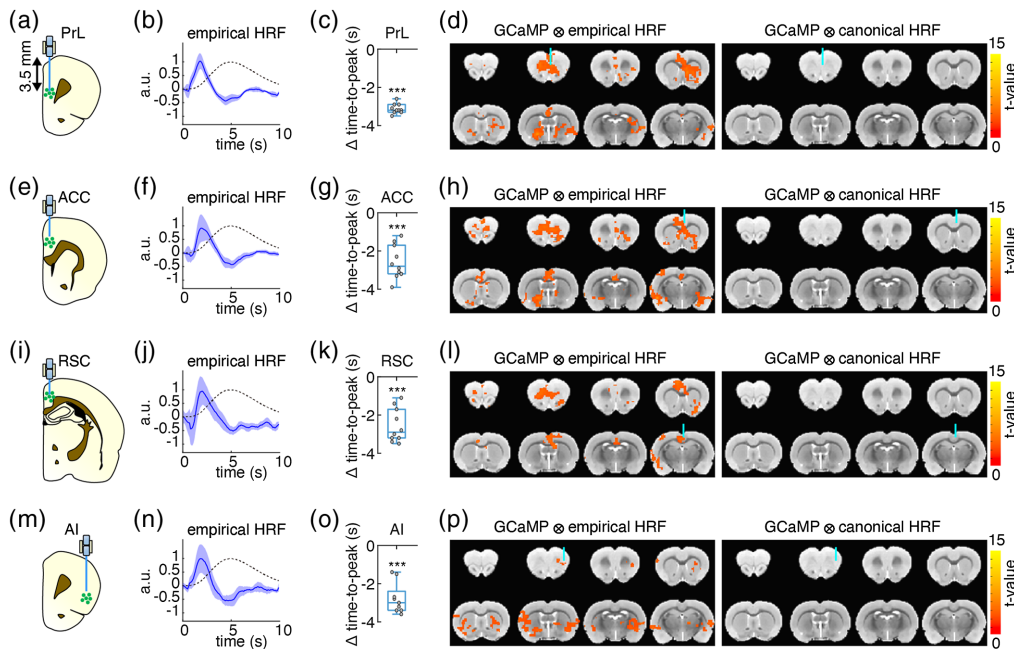 (a) PrL
3.5 mm
(b) empirical HRF
a.u.
1
0.5
0
-0.5
-1
0 5 10
time (s)
(c) PrL
Δ time-to-peak (s)
0
-2
-4
***
(d) GCaMP ⊗ empirical HRF GCaMP ⊗ canonical HRF
15
t-value
0
(e) ACC
(f) empirical HRF
a.u.
1
0.5
0
-0.5
-1
0 5 10
time (s)
(g) ACC
Δ time-to-peak (s)
0
-2
-4
***
(h) GCaMP ⊗ empirical HRF GCaMP ⊗ canonical HRF
15
t-value
0
(i) RSC
(j) empirical HRF
a.u.
1
0.5
0
-0.5
-1
0 5 10
time (s)
(k) RSC
Δ time-to-peak (s)
0
-2
-4
***
(l) GCaMP ⊗ empirical HRF GCaMP ⊗ canonical HRF
15
t-value
0
(m) AI
(n) empirical HRF
a.u.
1
0.5
0
-0.5
-1
0 5 10
time (s)
(o) AI
Δ time-to-peak (s)
0
-2
-4
***
(p) GCaMP ⊗ empirical HRF GCaMP ⊗ canonical HRF
15
t-value
0